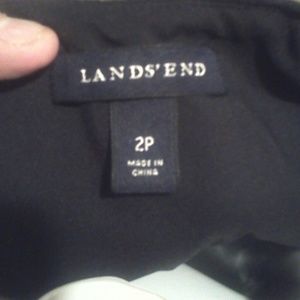 LANDS' END
2P
MADE IN
CHINA